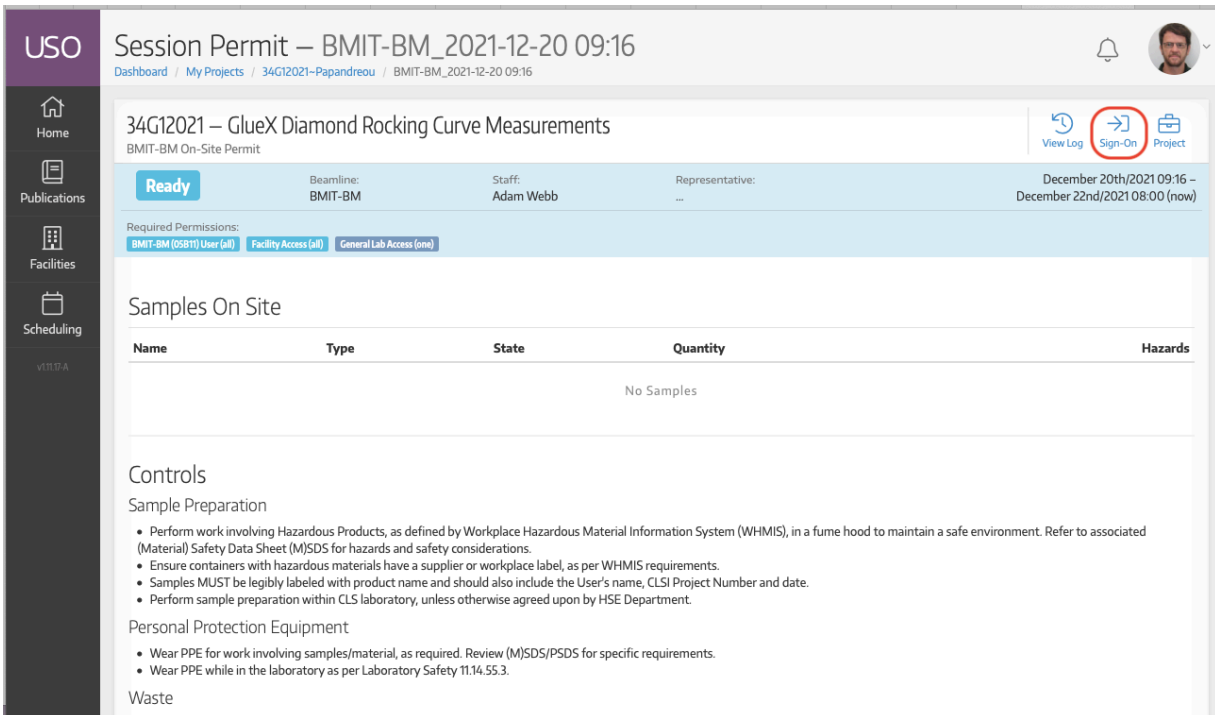 USO
Session Permit — BMIT-BM_2021-12-20 09:16
Dashboard / My Projects / 34G12021~Papandreou / BMIT-BM_2021-12-20 09:16
Home
Publications
Facilities
Scheduling
v1.11.17-A
34G12021 — GlueX Diamond Rocking Curve Measurements
BMIT-BM On-Site Permit
View Log
Sign-On
Project
Ready
Beamline:
BMIT-BM
Staff:
Adam Webb
Representative:
...
December 20th/2021 09:16 –
December 22nd/2021 08:00 (now)
Required Permissions:
BMIT-BM (05B11) User (all) Facility Access (all) General Lab Access (one)
Samples On Site
Name Type State Quantity Hazards
No Samples
Controls
Sample Preparation
• Perform work involving Hazardous Products, as defined by Workplace Hazardous Material Information System (WHMIS), in a fume hood to maintain a safe environment. Refer to associated
(Material) Safety Data Sheet (M)SDS for hazards and safety considerations.
• Ensure containers with hazardous materials have a supplier or workplace label, as per WHMIS requirements.
• Samples MUST be legibly labeled with product name and should also include the User's name, CLSI Project Number and date.
• Perform sample preparation within CLS laboratory, unless otherwise agreed upon by HSE Department.
Personal Protection Equipment
• Wear PPE for work involving samples/material, as required. Review (M)SDS/PSDS for specific requirements.
• Wear PPE while in the laboratory as per Laboratory Safety 11.14.55.3.
Waste